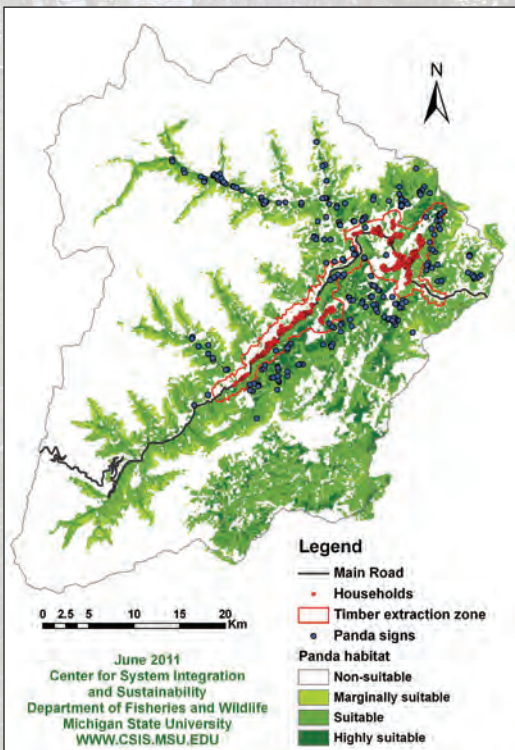 N
Legend
Main Road
Households
Timber extraction zone
Panda signs
Panda habitat
Non-suitable
Marginally suitable
Suitable
Highly suitable
0 2.5 5 10 15 20
Km
June 2011
Center for System Integration
and Sustainability
Department of Fisheries and Wildlife
Michigan State University
WWW.CSIS.MSU.EDU